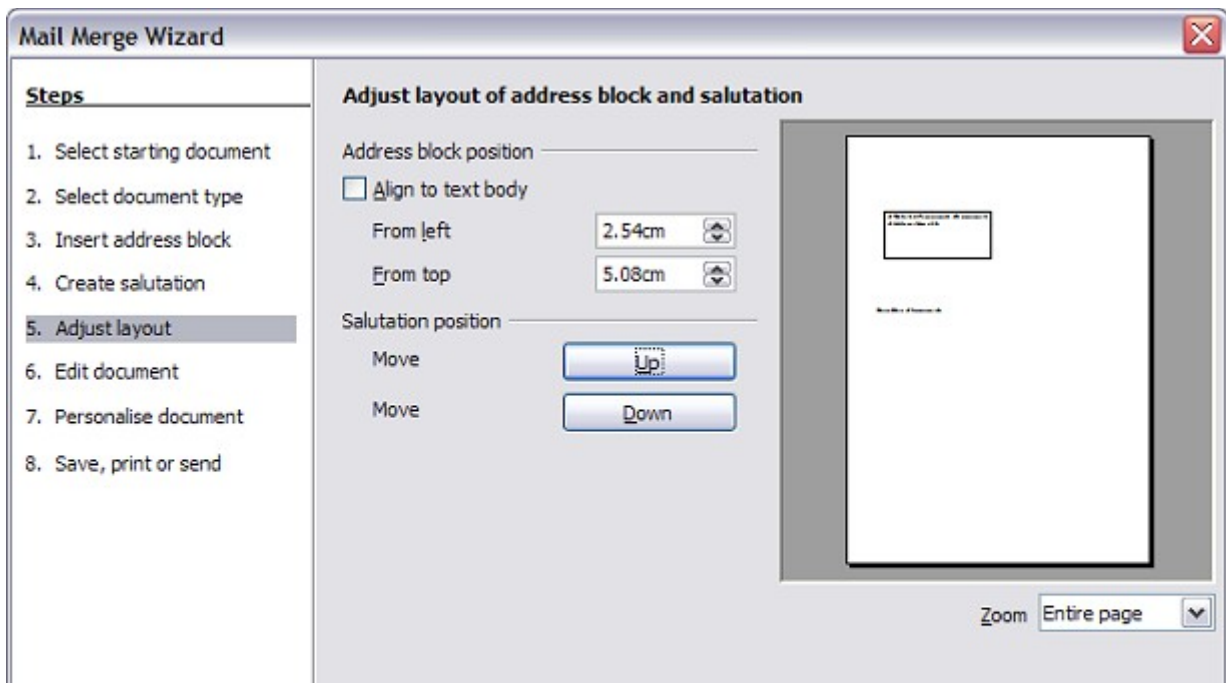 Mail Merge Wizard
Steps
1. Select starting document
2. Select document type
3. Insert address block
4. Create salutation
5. Adjust layout
6. Edit document
7. Personalise document
8. Save, print or send
Adjust layout of address block and salutation
Address block position
Align to text body
From left 2.54cm
From top 5.08cm
Salutation position
Move Up
Move Down
Zoom Entire page